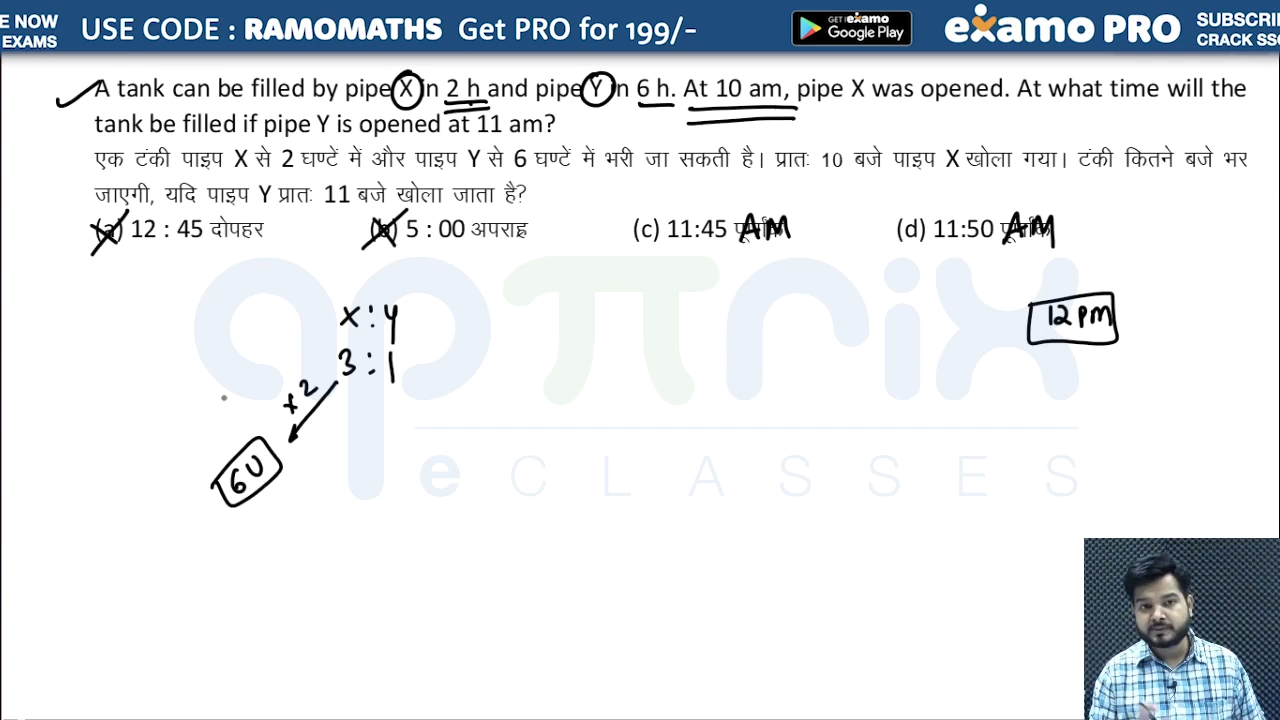 E NOW
EXAMS
USE CODE : RAMOMATHS Get PRO for 199/-
GET IT ON examo
Google Play
examo PRO
SUBSCRI
CRACK SSC
A tank can be filled by pipe X in 2 h and pipe Y in 6 h. At 10 am, pipe X was opened. At what time will the
tank be filled if pipe Y is opened at 11 am?
एक टंकी पाइप X से 2 घण्टें में और पाइप Y से 6 घण्टें में भरी जा सकती है। प्रातः 10 बजे पाइप X खोला गया। टंकी कितने बजे भर
जाएगी, यदि पाइप Y प्रातः 11 बजे खोला जाता है?
(a) 12 : 45 दोपहर (b) 5 : 00 अपराह्न (c) 11:45 AM (d) 11:50 AM
x : y
12 PM
3 : 1
x 2
6U
apπrix
e CLASSES